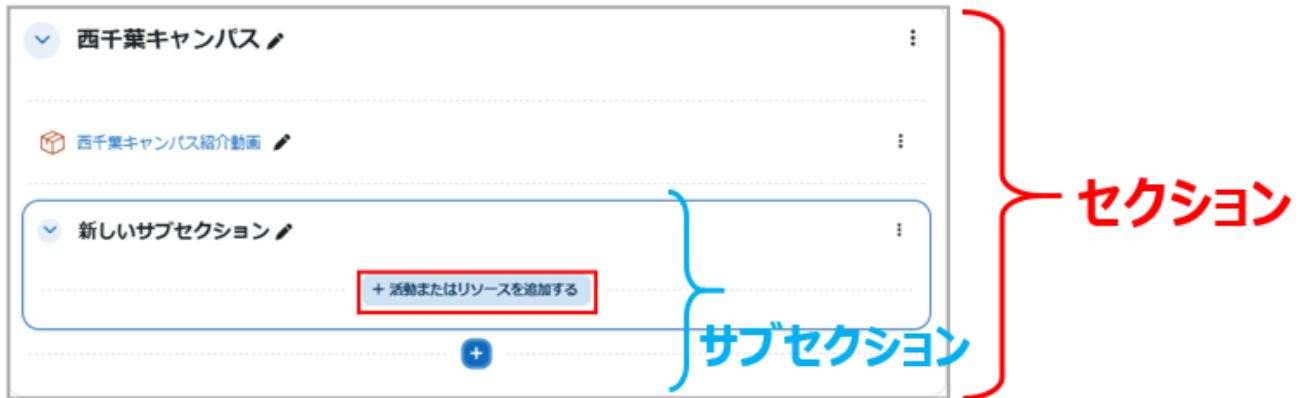 西千葉キャンパス
西千葉キャンパス紹介動画
セクション
新しいサブセクション
+ 活動またはリソースを追加する
サブセクション